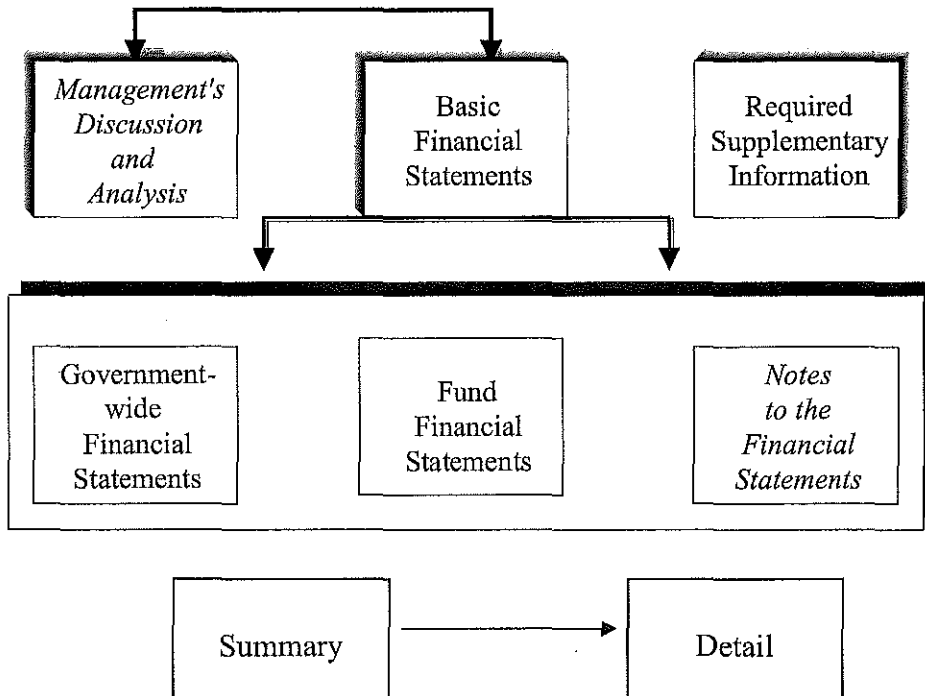 Management's
Discussion
and
Analysis
Basic
Financial
Statements
Required
Supplementary
Information
Government-
wide
Financial
Statements
Fund
Financial
Statements
Notes
to the
Financial
Statements
Summary
Detail